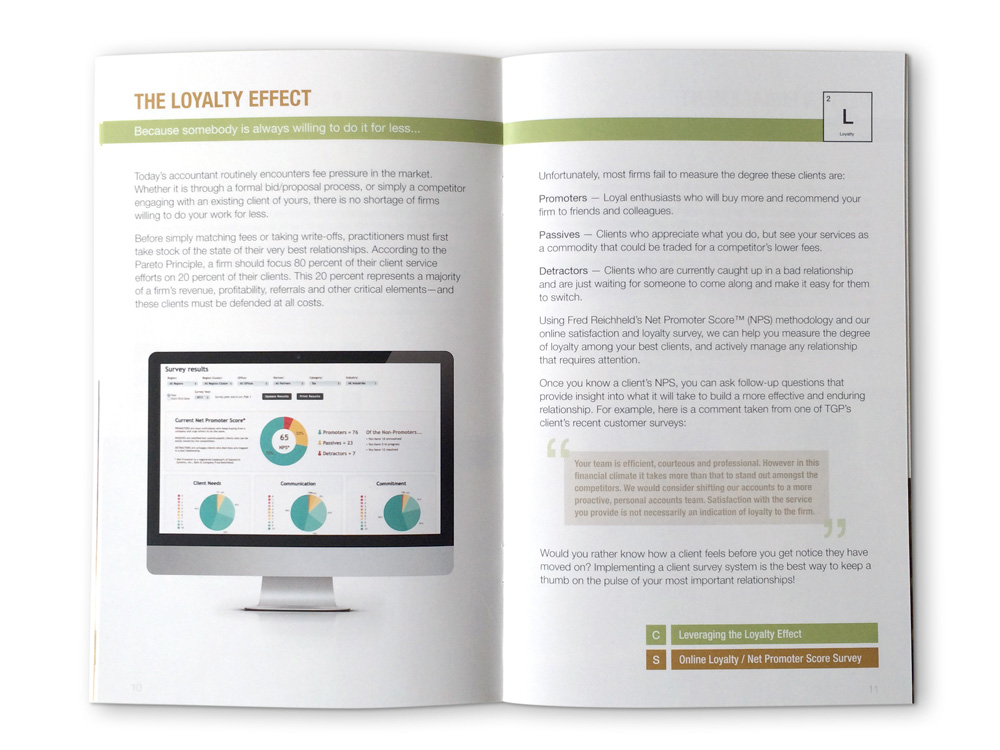 THE LOYALTY EFFECT
Because somebody is always willing to do it for less...
Today's accountant routinely encounters fee pressure in the market.
Whether it is through a formal bid/proposal process, or simply a competitor
engaging with an existing client of yours, there is no shortage of firms
willing to do your work for less.
Before simply matching fees or taking write-offs, practitioners must first
take stock of the state of their very best relationships. According to the
Pareto Principle, a firm should focus 80 percent of their client service
efforts on 20 percent of their clients. This 20 percent represents a majority
of a firm's revenue, profitability, referrals and other critical elements—and
these clients must be defended at all costs.
Survey results
Current Net Promoter Score*
65
NPS*
Promoters = 76
Passives = 23
Detractors = 7
Of the Non-Promoters...
Client Needs
Communication
Commitment
10
2
L
Loyalty
Unfortunately, most firms fail to measure the degree these clients are:
Promoters — Loyal enthusiasts who will buy more and recommend your
firm to friends and colleagues.
Passives — Clients who appreciate what you do, but see your services as
a commodity that could be traded for a competitor's lower fees.
Detractors — Clients who are currently caught up in a bad relationship
and are just waiting for someone to come along and make it easy for them
to switch.
Using Fred Reichheld's Net Promoter Score™ (NPS) methodology and our
online satisfaction and loyalty survey, we can help you measure the degree
of loyalty among your best clients, and actively manage any relationship
that requires attention.
Once you know a client's NPS, you can ask follow-up questions that
provide insight into what it will take to build a more effective and enduring
relationship. For example, here is a comment taken from one of TGP's
client's recent customer surveys:
“
Your team is efficient, courteous and professional. However in this
financial climate it takes more than that to stand out amongst the
competitors. We would consider shifting our accounts to a more
proactive, personal accounts team. Satisfaction with the service
you provide is not necessarily an indication of loyalty to the firm.
”
Would you rather know how a client feels before you get notice they have
moved on? Implementing a client survey system is the best way to keep a
thumb on the pulse of your most important relationships!
C Leveraging the Loyalty Effect
S Online Loyalty / Net Promoter Score Survey
11